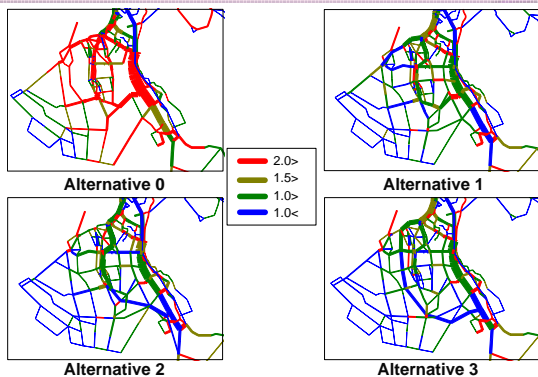 Alternative 0
Alternative 1
2.0>
1.5>
1.0>
1.0<
Alternative 2
Alternative 3